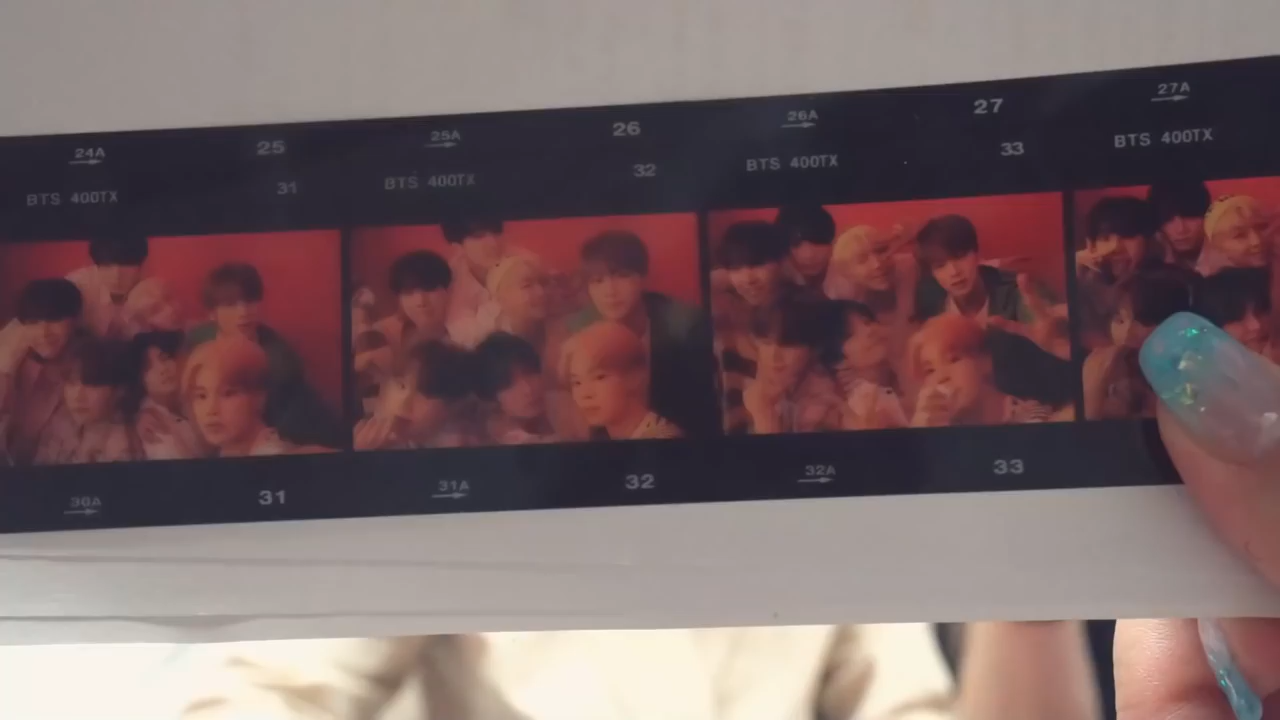 24A 25 25A 26 26A 27 27A
BTS 400TX 31 BTS 400TX 32 BTS 400TX 33 BTS 400TX
30A 31 31A 32 32A 33